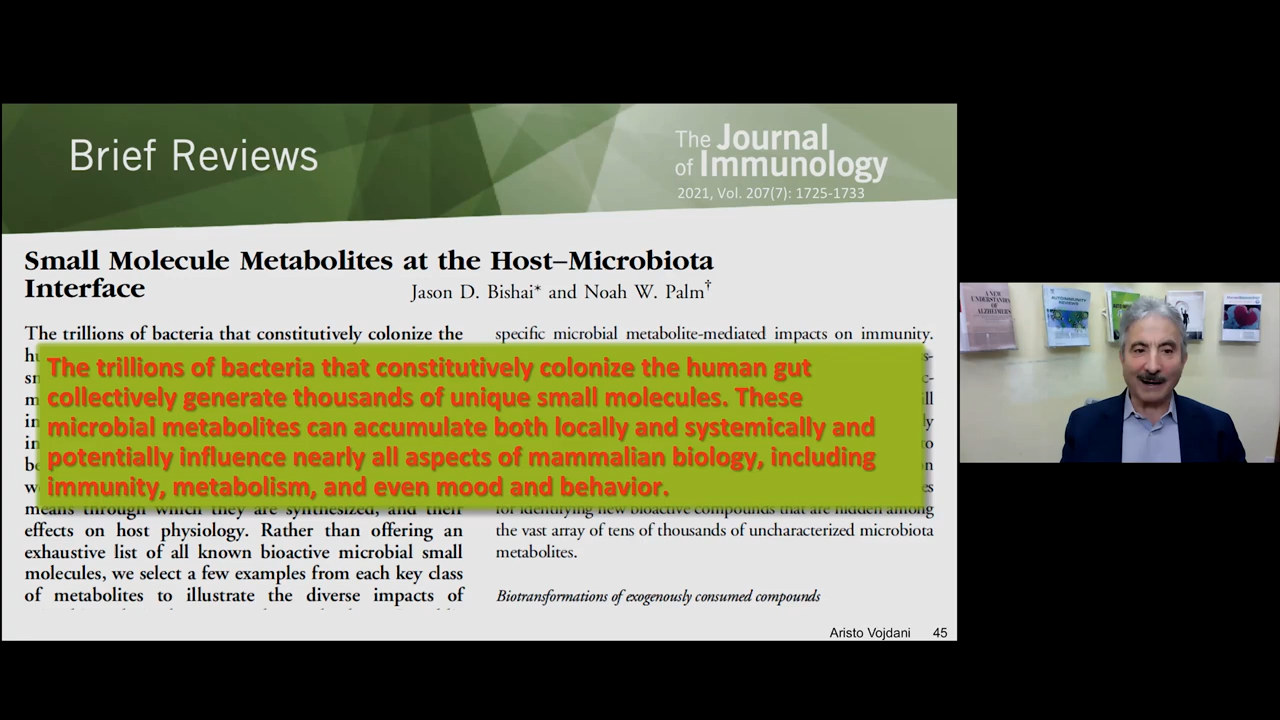 Brief Reviews
The Journal
of Immunology
2021, Vol. 207(7): 1725-1733
Small Molecule Metabolites at the Host–Microbiota
Interface
Jason D. Bishai* and Noah W. Palm†
The trillions of bacteria that constitutively colonize the
The trillions of bacteria that constitutively colonize the human gut
collectively generate thousands of unique small molecules. These
microbial metabolites can accumulate both locally and systemically and
potentially influence nearly all aspects of mammalian biology, including
immunity, metabolism, and even mood and behavior.
means through which they are synthesized, and their
effects on host physiology. Rather than offering an
exhaustive list of all known bioactive microbial small
molecules, we select a few examples from each key class
of metabolites to illustrate the diverse impacts of
specific microbial metabolite-mediated impacts on immunity.
for identifying new bioactive compounds that are hidden among
the vast array of tens of thousands of uncharacterized microbiota
metabolites.
Biotransformations of exogenously consumed compounds
Aristo Vojdani 45
A NEW
UNDERSTANDING
OF
ALZHEIMER'S
AUTOIMMUNITY
REVIEWS